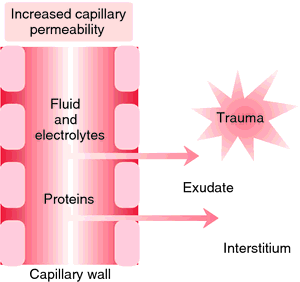 Increased capillary
permeability
Fluid
and
electrolytes
Trauma
Proteins
Exudate
Interstitium
Capillary wall